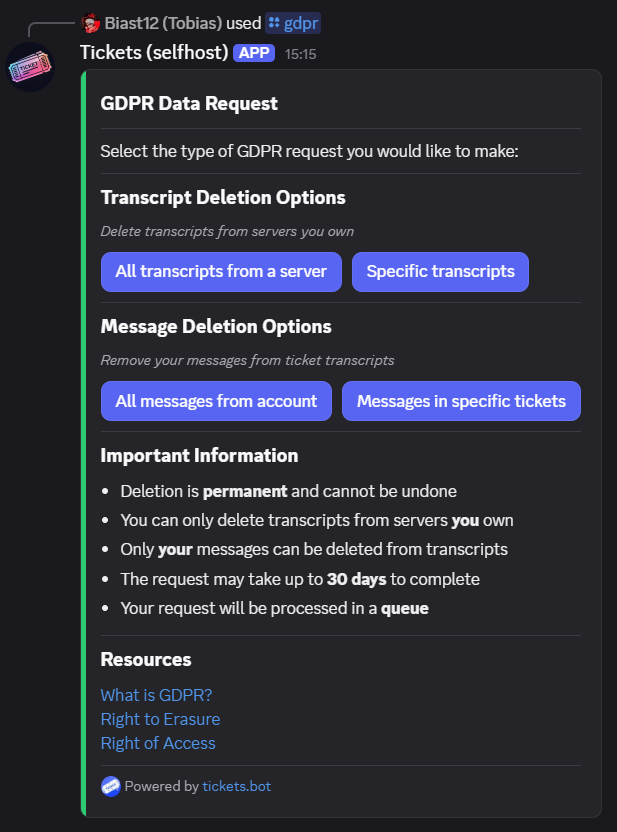 Biast12 (Tobias) used gdpr
Tickets (selfhost) APP 15:15
TICKET
GDPR Data Request
Select the type of GDPR request you would like to make:
Transcript Deletion Options
Delete transcripts from servers you own
All transcripts from a server Specific transcripts
Message Deletion Options
Remove your messages from ticket transcripts
All messages from account Messages in specific tickets
Important Information
• Deletion is permanent and cannot be undone
• You can only delete transcripts from servers you own
• Only your messages can be deleted from transcripts
• The request may take up to 30 days to complete
• Your request will be processed in a queue
Resources
What is GDPR?
Right to Erasure
Right of Access
Powered by tickets.bot